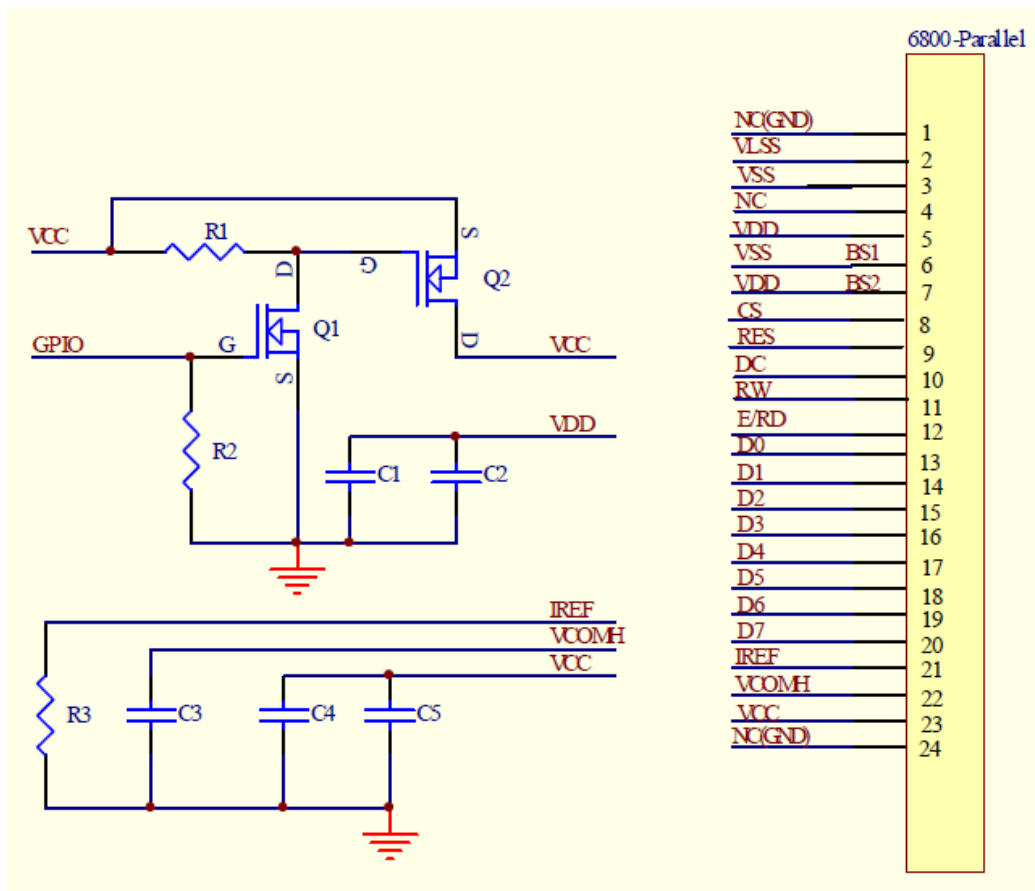 6800-Parallel
NC(GND) 1
VLSS 2
VSS 3
NC 4
VDD 5
VSS BS1 6
VDD BS2 7
CS 8
RES 9
DC 10
RW 11
E/RD 12
D0 13
D1 14
D2 15
D3 16
D4 17
D5 18
D6 19
D7 20
IREF 21
VCOMH 22
VCC 23
NC(GND) 24
VCC
R1
D
G
S
Q2
D
VCC
GPIO
G
Q1
S
R2
VDD
C1
C2
IREF
VCOMH
VCC
R3
C3
C4
C5